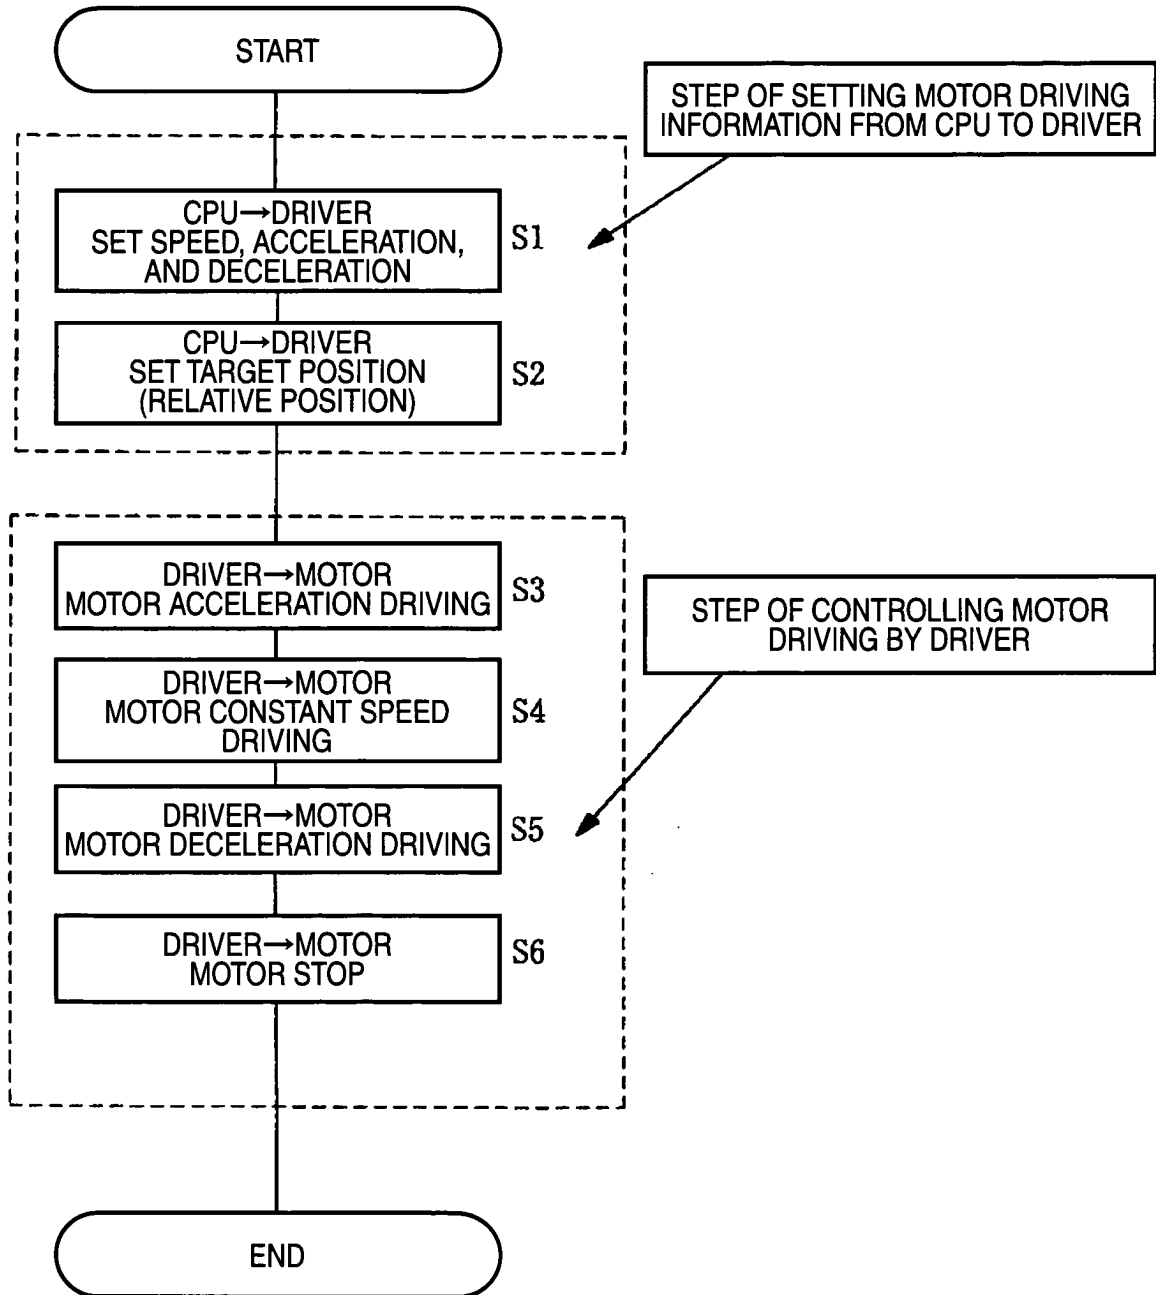 START
STEP OF SETTING MOTOR DRIVING
INFORMATION FROM CPU TO DRIVER
CPU→DRIVER
SET SPEED, ACCELERATION,
AND DECELERATION
S1
CPU→DRIVER
SET TARGET POSITION
(RELATIVE POSITION)
S2
DRIVER→MOTOR
MOTOR ACCELERATION DRIVING
S3
STEP OF CONTROLLING MOTOR
DRIVING BY DRIVER
DRIVER→MOTOR
MOTOR CONSTANT SPEED
DRIVING
S4
DRIVER→MOTOR
MOTOR DECELERATION DRIVING
S5
DRIVER→MOTOR
MOTOR STOP
S6
END